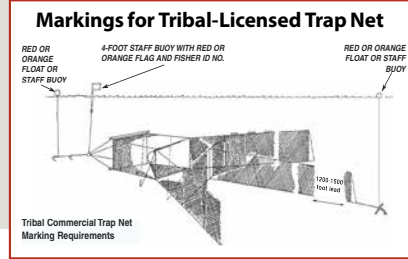 Markings for Tribal-Licensed Trap Net
RED OR
ORANGE
FLOAT OR
STAFF BUOY
4-FOOT STAFF BUOY WITH RED OR
ORANGE FLAG AND FISHER ID NO.
RED OR ORANGE
FLOAT OR STAFF
BUOY
1200-1500
foot lead
Tribal Commercial Trap Net
Marking Requirements